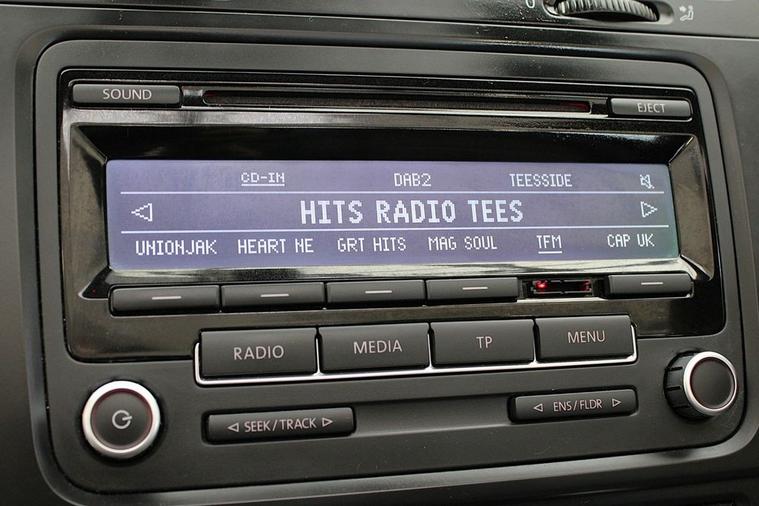 SOUND
EJECT
CD-IN DAB2 TEESSIDE
HITS RADIO TEES
UNIONJAK HEART NE GRT HITS MAG SOUL TFM CAP UK
RADIO MEDIA TP MENU
SEEK/TRACK
ENS/FLDR